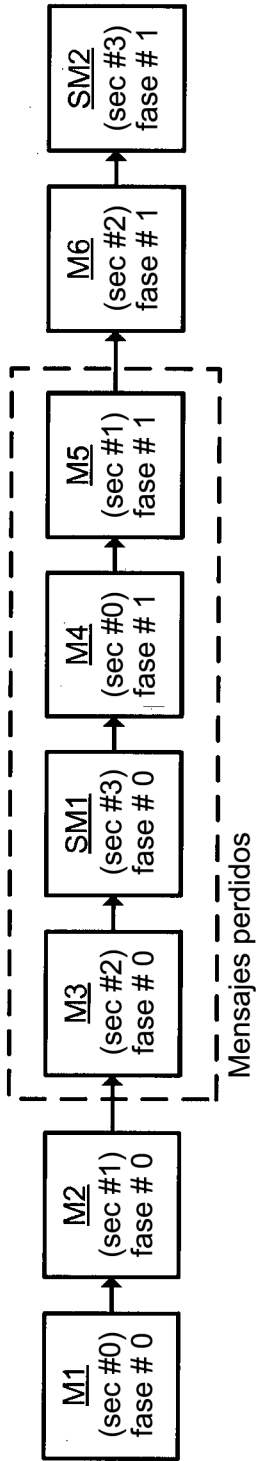 M1
(sec #0)
fase # 0
M2
(sec #1)
fase # 0
M3
(sec #2)
fase # 0
SM1
(sec #3)
fase # 0
M4
(sec #0)
fase # 1
M5
(sec #1)
fase # 1
M6
(sec #2)
fase # 1
SM2
(sec #3)
fase # 1
Mensajes perdidos